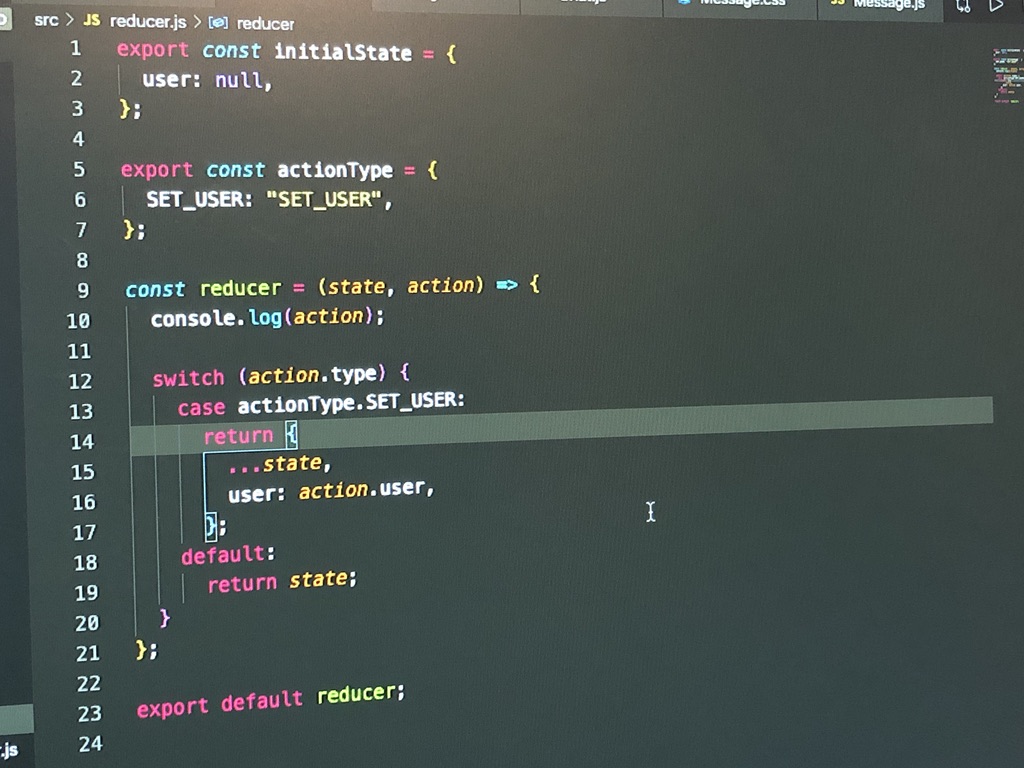 Message.css Message.js
src > JS reducer.js > reducer
1 export const initialState = {
2 user: null,
3 };
4
5 export const actionType = {
6 SET_USER: "SET_USER",
7 };
8
9 const reducer = (state, action) => {
10 console.log(action);
11
12 switch (action.type) {
13 case actionType.SET_USER:
14 return {
15 ...state,
16 user: action.user,
17 };
18 default:
19 return state;
20 }
21 };
22
23 export default reducer;
24
.js